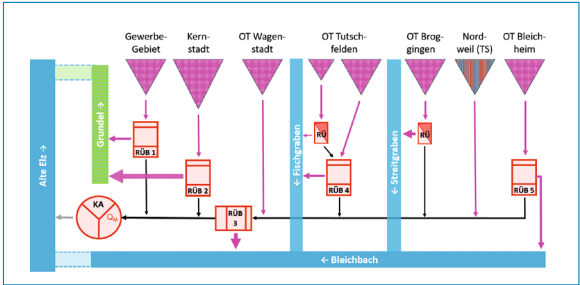 Gewerbe-
Gebiet
Kern-
stadt
OT Wagen-
stadt
OT Tutsch-
felden
OT Brog-
gingen
Nord-
weil (TS)
OT Bleich-
heim
Alte Elz →
Grundel →
← Fischgraben
← Streitgraben
RÜB 1
RÜ
RÜ
RÜB 2
RÜB 4
RÜB 5
KA
QM
RÜB
3
← Bleichbach